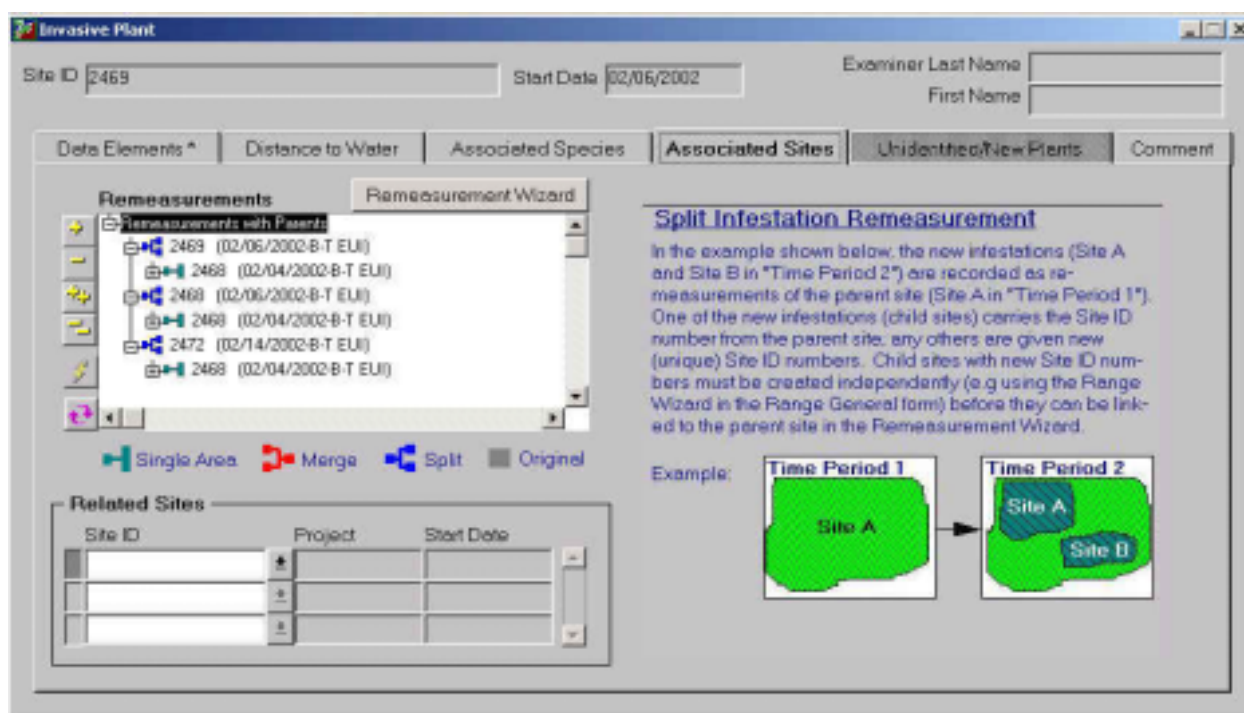 Invasive Plant
Site ID 2469 Start Date 02/06/2002 Examiner Last Name
First Name
Data Elements * Distance to Water Associated Species Associated Sites Unidentified/New Plants Comment
Remeasurements Remeasurement Wizard
Remeasurements with Parents
2469 (02/06/2002-B-T EUI)
2468 (02/04/2002-B-T EUI)
2468 (02/06/2002-B-T EUI)
2468 (02/04/2002-B-T EUI)
2472 (02/14/2002-B-T EUI)
2468 (02/04/2002-B-T EUI)
Single Area Merge Split Original
Related Sites
Site ID Project Start Date
Split Infestation Remeasurement
In the example shown below, the new infestations (Site A
and Site B in "Time Period 2") are recorded as re-
measurements of the parent site (Site A in "Time Period 1").
One of the new infestations (child sites) carries the Site ID
number from the parent site, any others are given new
(unique) Site ID numbers. Child sites with new Site ID num-
bers must be created independently (e.g using the Range
Wizard in the Range General form) before they can be link-
ed to the parent site in the Remeasurement Wizard.
Example:
Time Period 1
Site A
Time Period 2
Site A
Site B